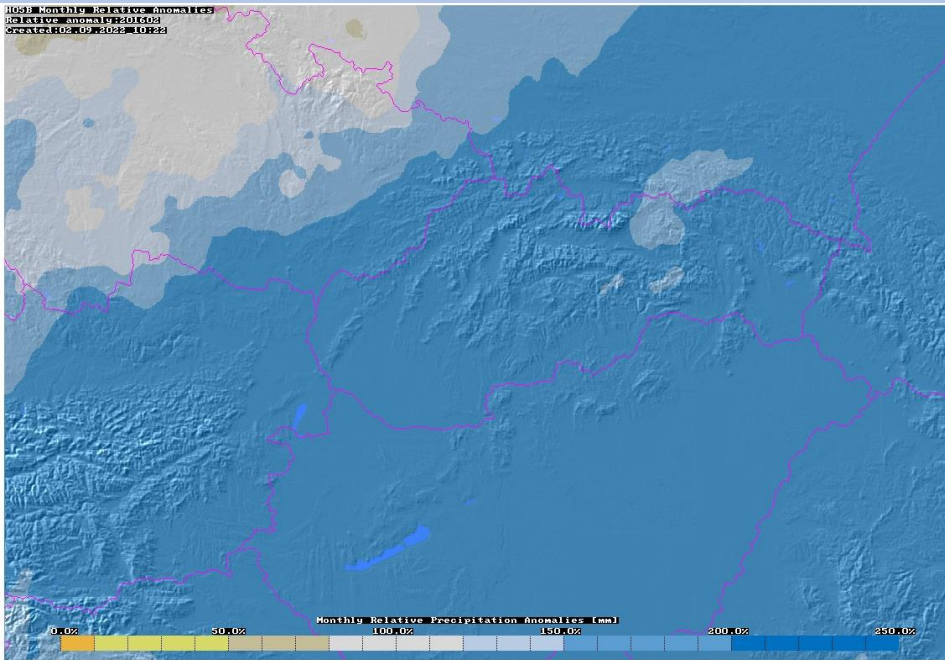 HOSB Monthly Relative Anomalies
Relative anomaly:201602
Created:02.09.2022_10:22
Monthly Relative Precipitation Anomalies [mm]
0.0% 50.0% 100.0% 150.0% 200.0% 250.0%